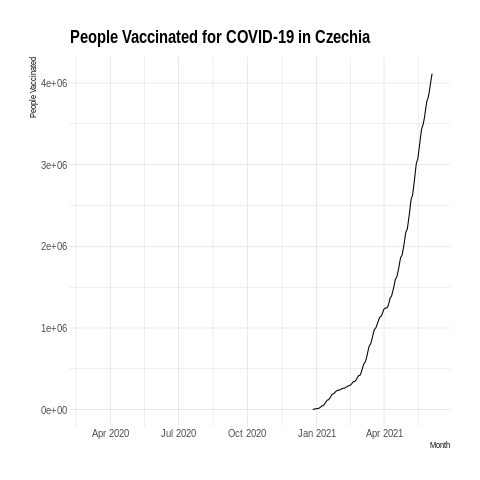 People Vaccinated for COVID-19 in Czechia
People Vaccinated
4e+06
3e+06
2e+06
1e+06
0e+00
Apr 2020 Jul 2020 Oct 2020 Jan 2021 Apr 2021
Month